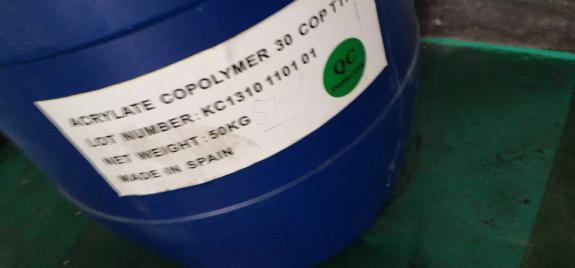 ACRYLATE COPOLYMER 30 COP
LOT NUMBER: KC1310 1101 01
NET WEIGHT: 50KG
MADE IN SPAIN
QC